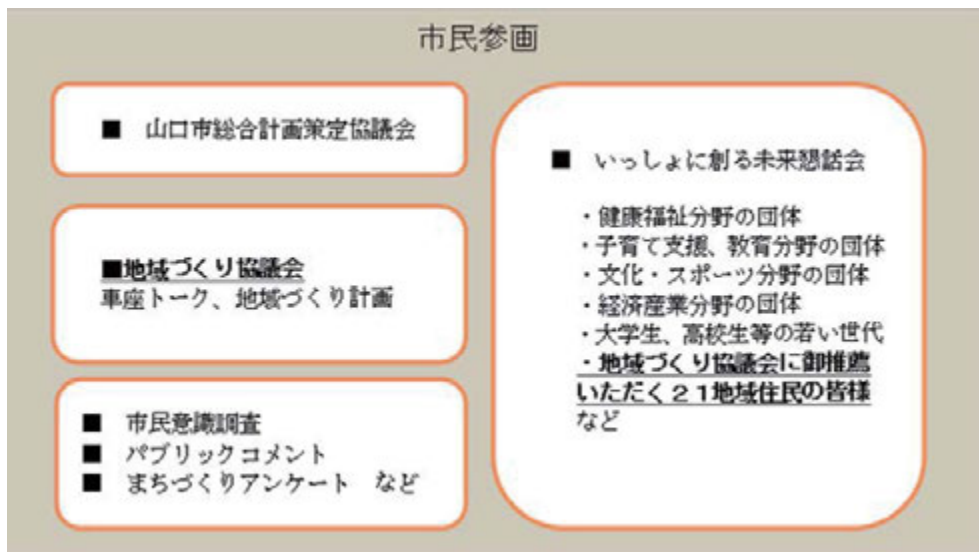 市民参画
■ 山口市総合計画策定協議会
■地域づくり協議会
車座トーク、地域づくり計画
■ 市民意識調査
■ パブリックコメント
■ まちづくりアンケート など
■ いっしょに創る未来懇話会
・健康福祉分野の団体
・子育て支援、教育分野の団体
・文化・スポーツ分野の団体
・経済産業分野の団体
・大学生、高校生等の若い世代
・地域づくり協議会に御推薦
いただく21地域住民の皆様
など